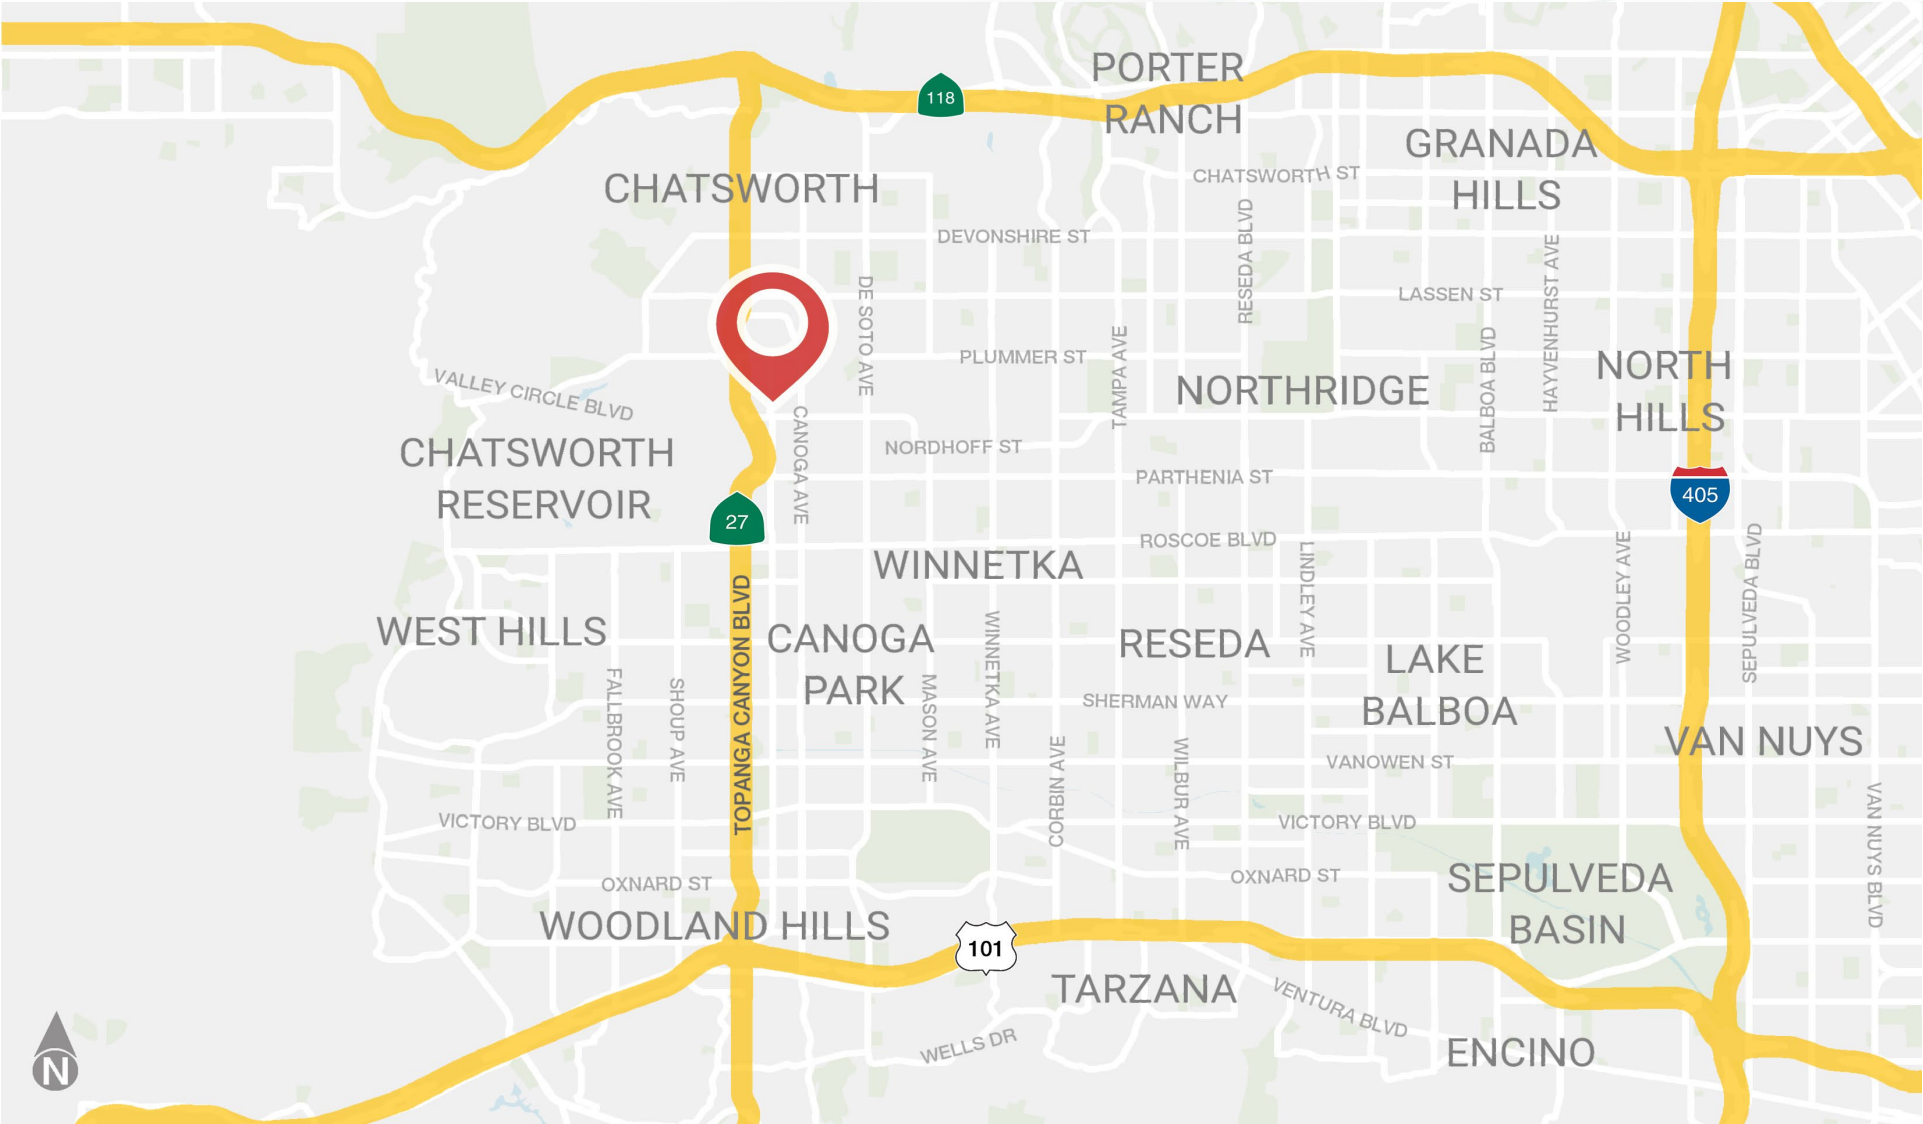 PORTER
RANCH
118
GRANADA
HILLS
CHATSWORTH
CHATSWORTH ST
DEVONSHIRE ST
RESEDA BLVD
HAYVENHURST AVE
DE SOTO AVE
LASSEN ST
TAMPA AVE
BALBOA BLVD
PLUMMER ST
NORTH
HILLS
VALLEY CIRCLE BLVD
NORTHRIDGE
CANOGA AVE
NORDHOFF ST
CHATSWORTH
RESERVOIR
PARTHENIA ST
405
27
ROSCOE BLVD
SEPULVEDA BLVD
WOODLEY AVE
LINDLEY AVE
WINNETKA
TOPANGA CANYON BLVD
WEST HILLS
CANOGA
PARK
WINNETKA AVE
RESEDA
LAKE
BALBOA
FALLBROOK AVE
SHOUP AVE
MASON AVE
SHERMAN WAY
VAN NUYS
CORBIN AVE
WILBUR AVE
VANOWEN ST
VAN NUYS BLVD
VICTORY BLVD
VICTORY BLVD
OXNARD ST
OXNARD ST
SEPULVEDA
BASIN
WOODLAND HILLS
101
TARZANA
VENTURA BLVD
WELLS DR
ENCINO
N